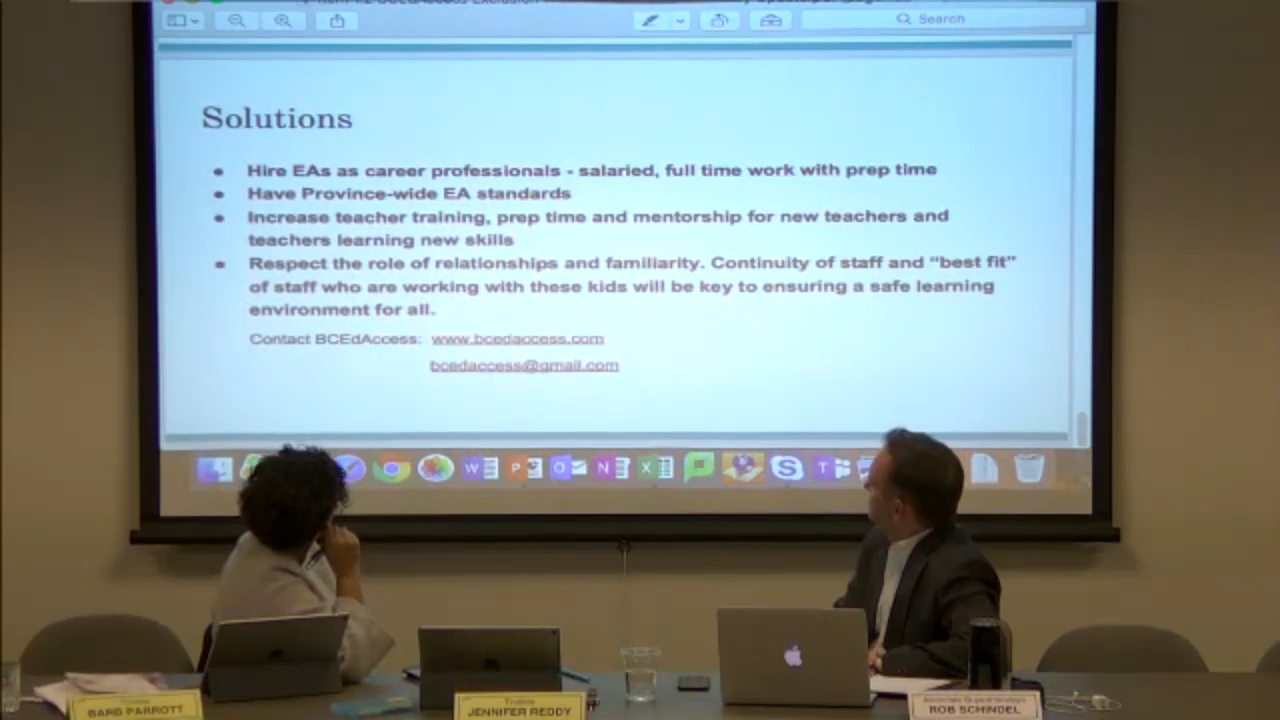 Search
Solutions
• Hire EAs as career professionals - salaried, full time work with prep time
• Have Province-wide EA standards
• Increase teacher training, prep time and mentorship for new teachers and
teachers learning new skills
• Respect the role of relationships and familiarity. Continuity of staff and “best fit”
of staff who are working with these kids will be key to ensuring a safe learning
environment for all.
Contact BCEdAccess: www.bcedaccess.com
bcedaccess@gmail.com
W P O N X S T
BARB PARROTT
Trustee
JENNIFER REDDY
Associate Superintendent
ROB SCHINDEL